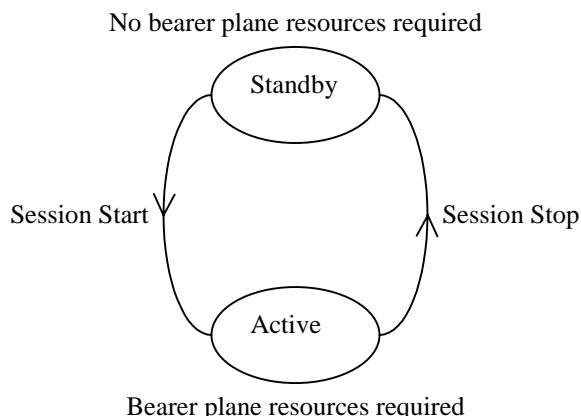 No bearer plane resources required
Standby
Session Start
Session Stop
Active
Bearer plane resources required